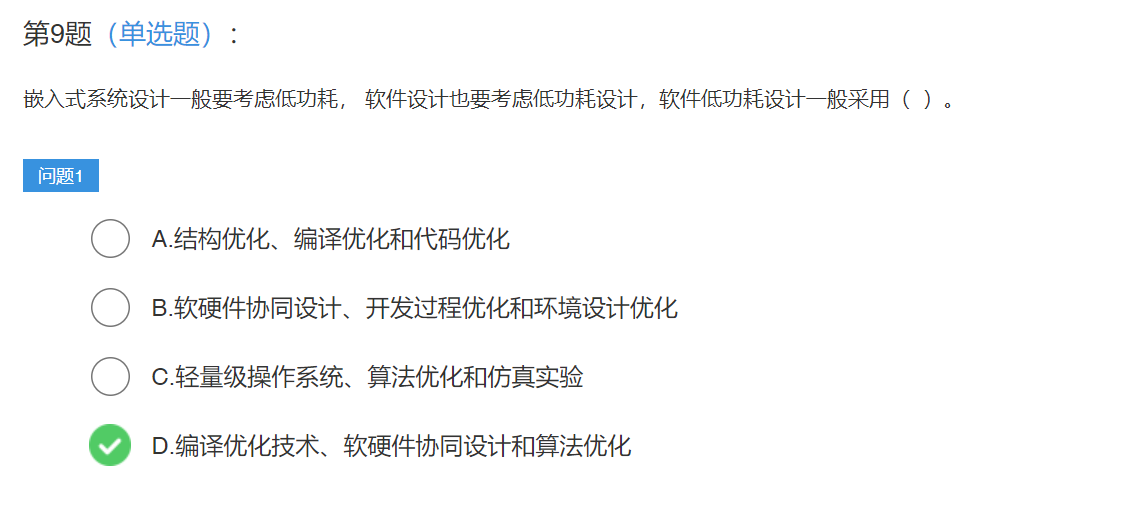 第9题（单选题）：
嵌入式系统设计一般要考虑低功耗， 软件设计也要考虑低功耗设计，软件低功耗设计一般采用（ ）。
问题1
A.结构优化、编译优化和代码优化
B.软硬件协同设计、开发过程优化和环境设计优化
C.轻量级操作系统、算法优化和仿真实验
D.编译优化技术、软硬件协同设计和算法优化